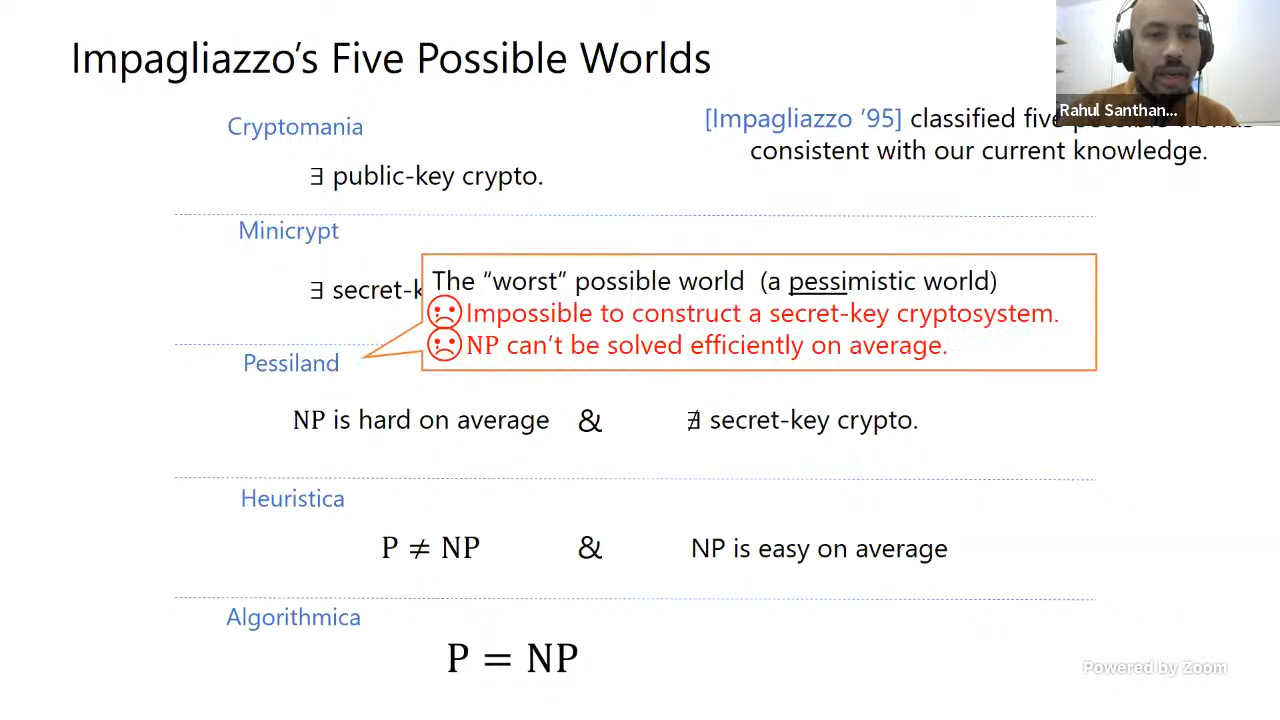 Impagliazzo's Five Possible Worlds
Rahul Santhan...
Cryptomania
[Impagliazzo '95] classified five
consistent with our current knowledge.
∃ public-key crypto.
Minicrypt
∃ secret-k
The “worst” possible world (a pessimistic world)
Impossible to construct a secret-key cryptosystem.
NP can't be solved efficiently on average.
Pessiland
NP is hard on average & ∄ secret-key crypto.
Heuristica
P ≠ NP & NP is easy on average
Algorithmica
P = NP
Powered by Zoom